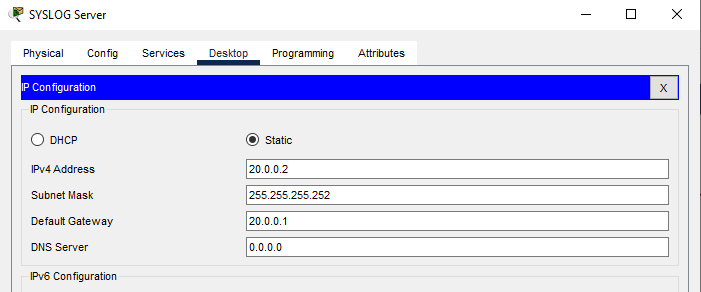 SYSLOG Server
Physical Config Services Desktop Programming Attributes
IP Configuration X
IP Configuration
DHCP Static
IPv4 Address 20.0.0.2
Subnet Mask 255.255.255.252
Default Gateway 20.0.0.1
DNS Server 0.0.0.0
IPv6 Configuration